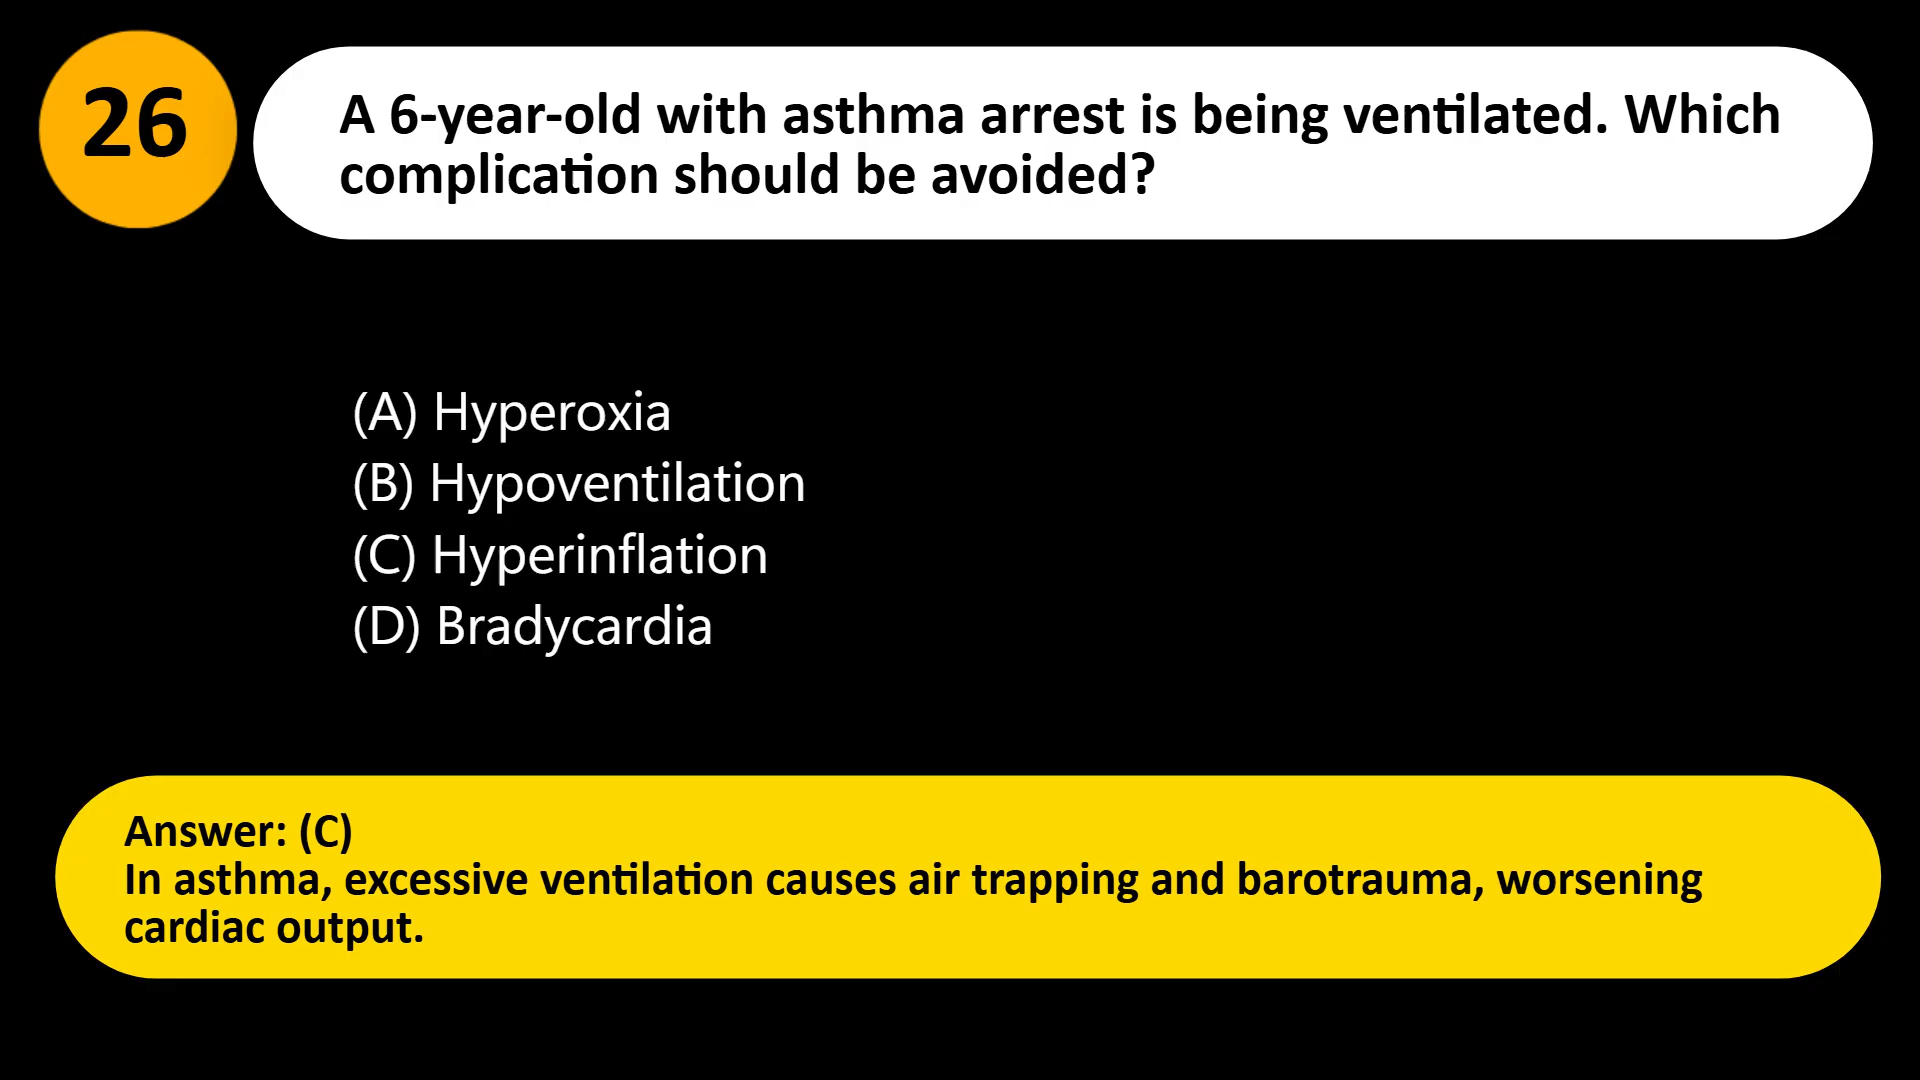 26
A 6-year-old with asthma arrest is being ventilated. Which
complication should be avoided?
(A) Hyperoxia
(B) Hypoventilation
(C) Hyperinflation
(D) Bradycardia
Answer: (C)
In asthma, excessive ventilation causes air trapping and barotrauma, worsening
cardiac output.